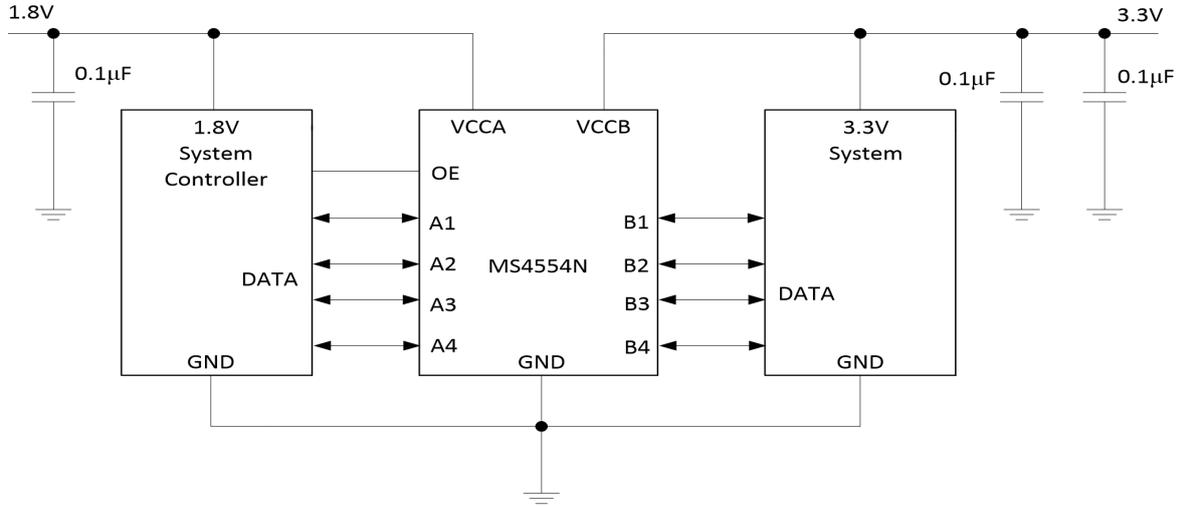 1.8V
3.3V
0.1μF
0.1μF
0.1μF
1.8V
System
Controller
VCCA
VCCB
3.3V
System
OE
A1
B1
A2
MS4554N
B2
DATA
DATA
A3
B3
A4
B4
GND
GND
GND